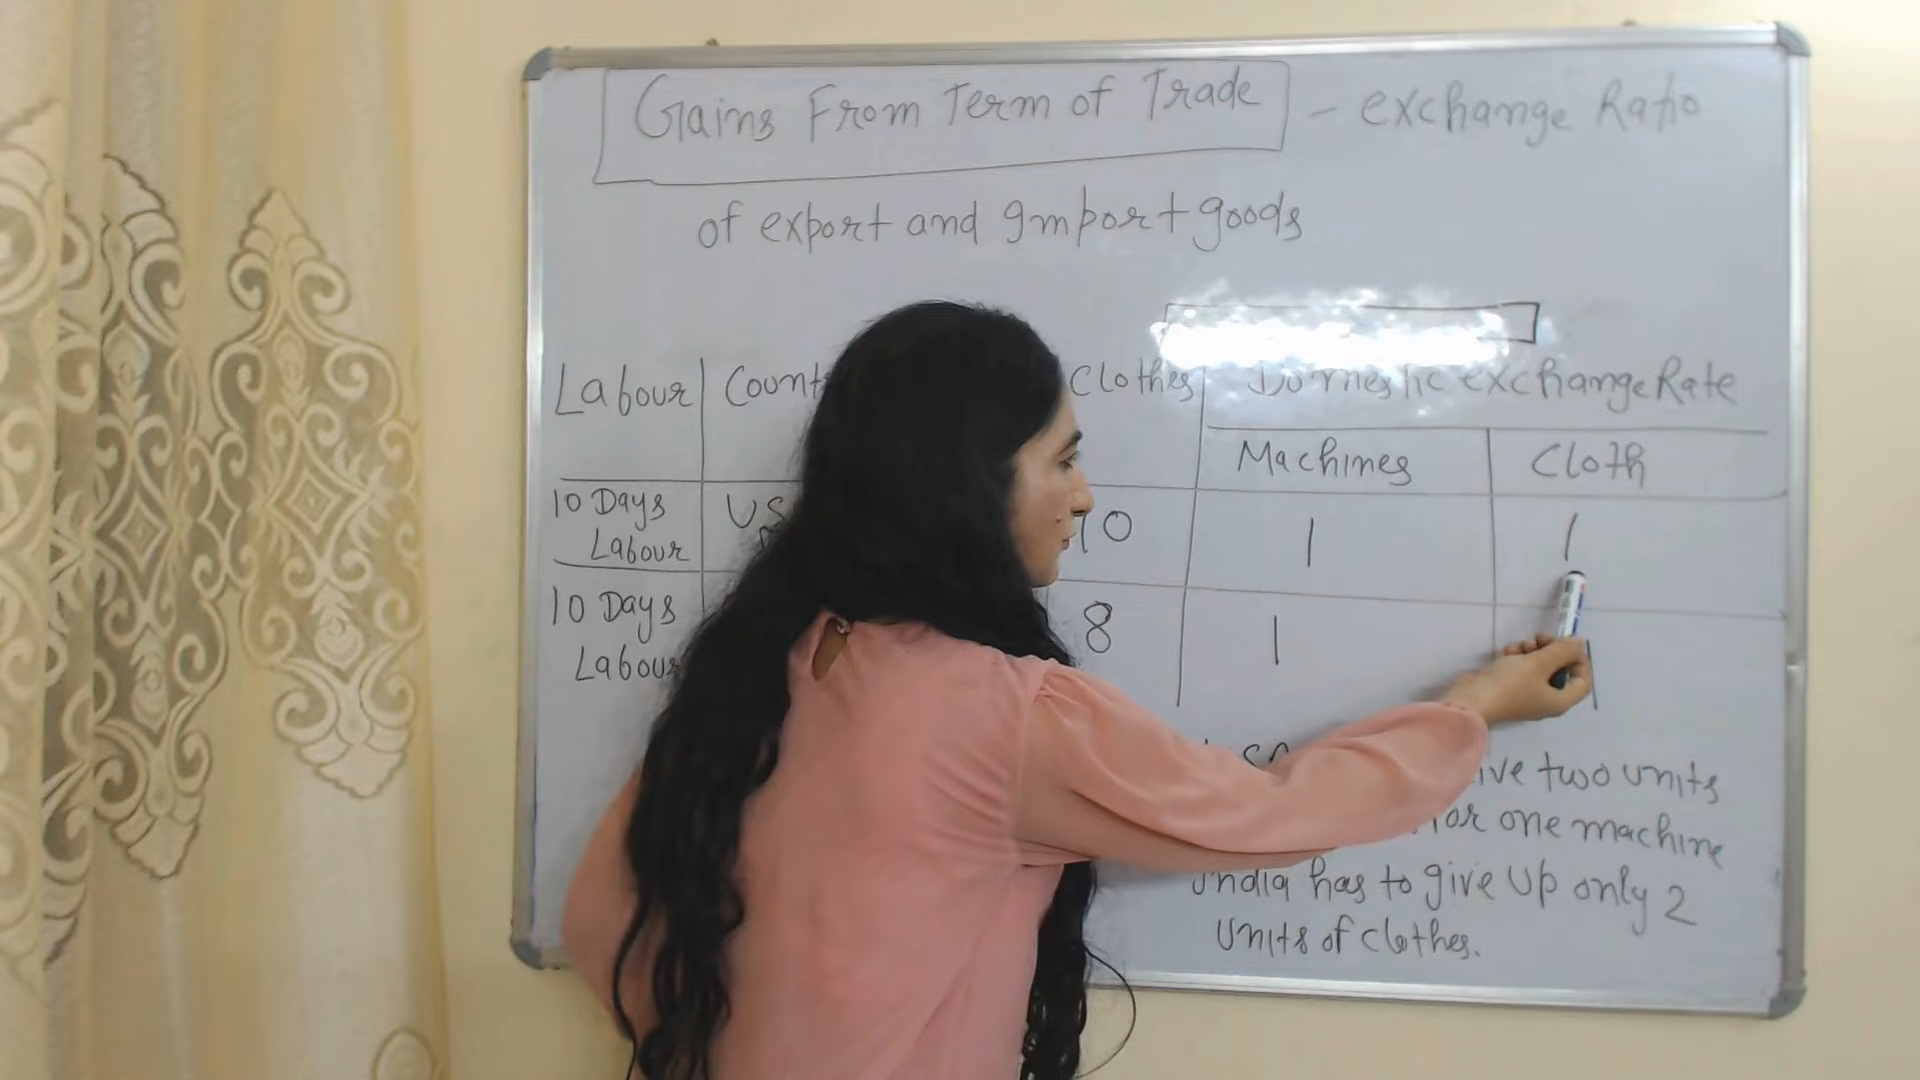 Gains From Term of Trade - exchange Ratio
of export and Import goods
Labour Clothes Domestic exchange Rate
Machines Cloth
10 Days US 10 1 1
Labour
10 Days 8 1
Labour
two units
for one machine
India has to give up only 2
units of clothes.